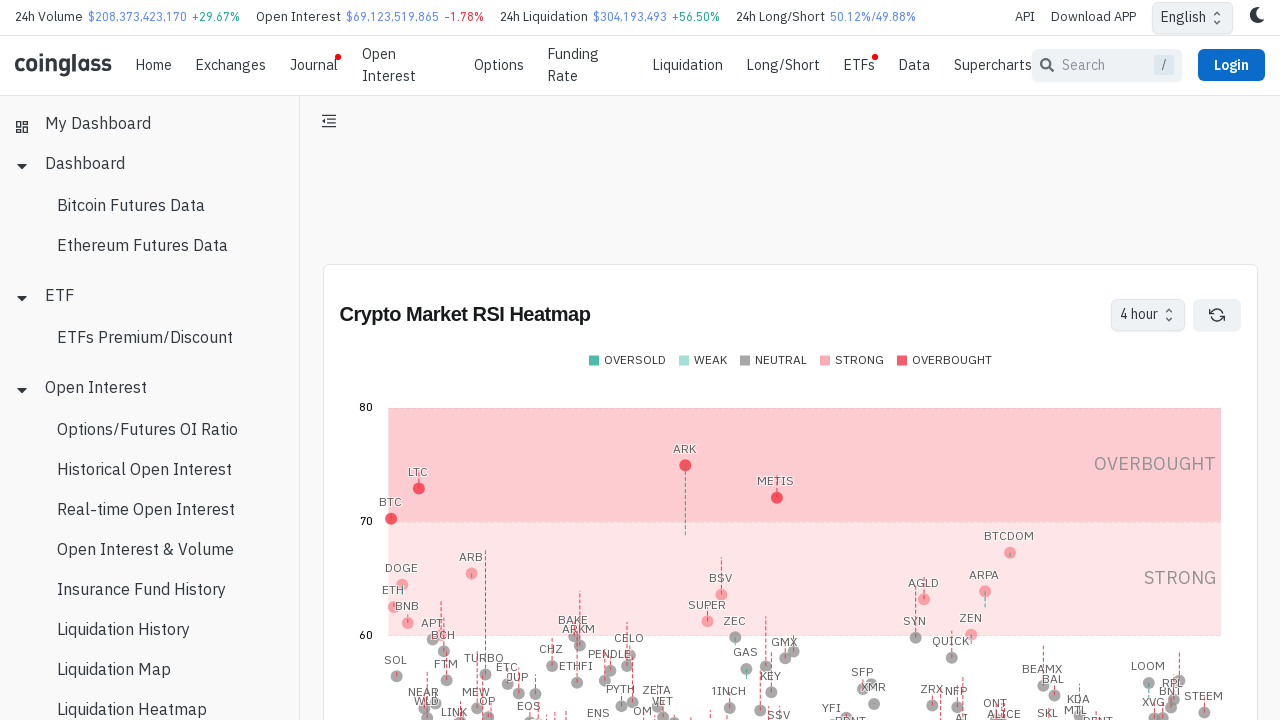 24h Volume $208,373,423,170 +29.67% Open Interest $69,123,519,865 -1.78% 24h Liquidation $304,193,493 +56.50% 24h Long/Short 50.12%/49.88% API Download APP English
coinglass Home Exchanges Journal Open Interest Options Funding Rate Liquidation Long/Short ETFs Data Supercharts Search / Login
My Dashboard
Dashboard
Bitcoin Futures Data
Ethereum Futures Data
ETF
ETFs Premium/Discount
Open Interest
Options/Futures OI Ratio
Historical Open Interest
Real-time Open Interest
Open Interest & Volume
Insurance Fund History
Liquidation History
Liquidation Map
Liquidation Heatmap
Crypto Market RSI Heatmap 4 hour
OVERSOLD WEAK NEUTRAL STRONG OVERBOUGHT
80
ARK
OVERBOUGHT
LTC
METIS
BTC
70
BTCDOM
ARB
DOGE
ARPA
BSV
STRONG
AGLD
ETH
BNB
SUPER
ZEN
APT
BAKE
ZEC
SYN
ARKM
60
BCH
CELO
QUICK
GMX
CHZ
GAS
PENDLE
TURBO
SOL
FTM
ETC
ETHFI
LOOM
BEAMX
SFP
JUP
KEY
BAL
RPL
XMR
NEAR
MEW
PYTH
ZETA
1INCH
ZRX
NFP
BNT
STEEM
WLD
OP
VET
KDA
XVG
ONT
EOS
YFI
LINK
ENS
OM
SSV
AI
ALICE
SKL
MTL